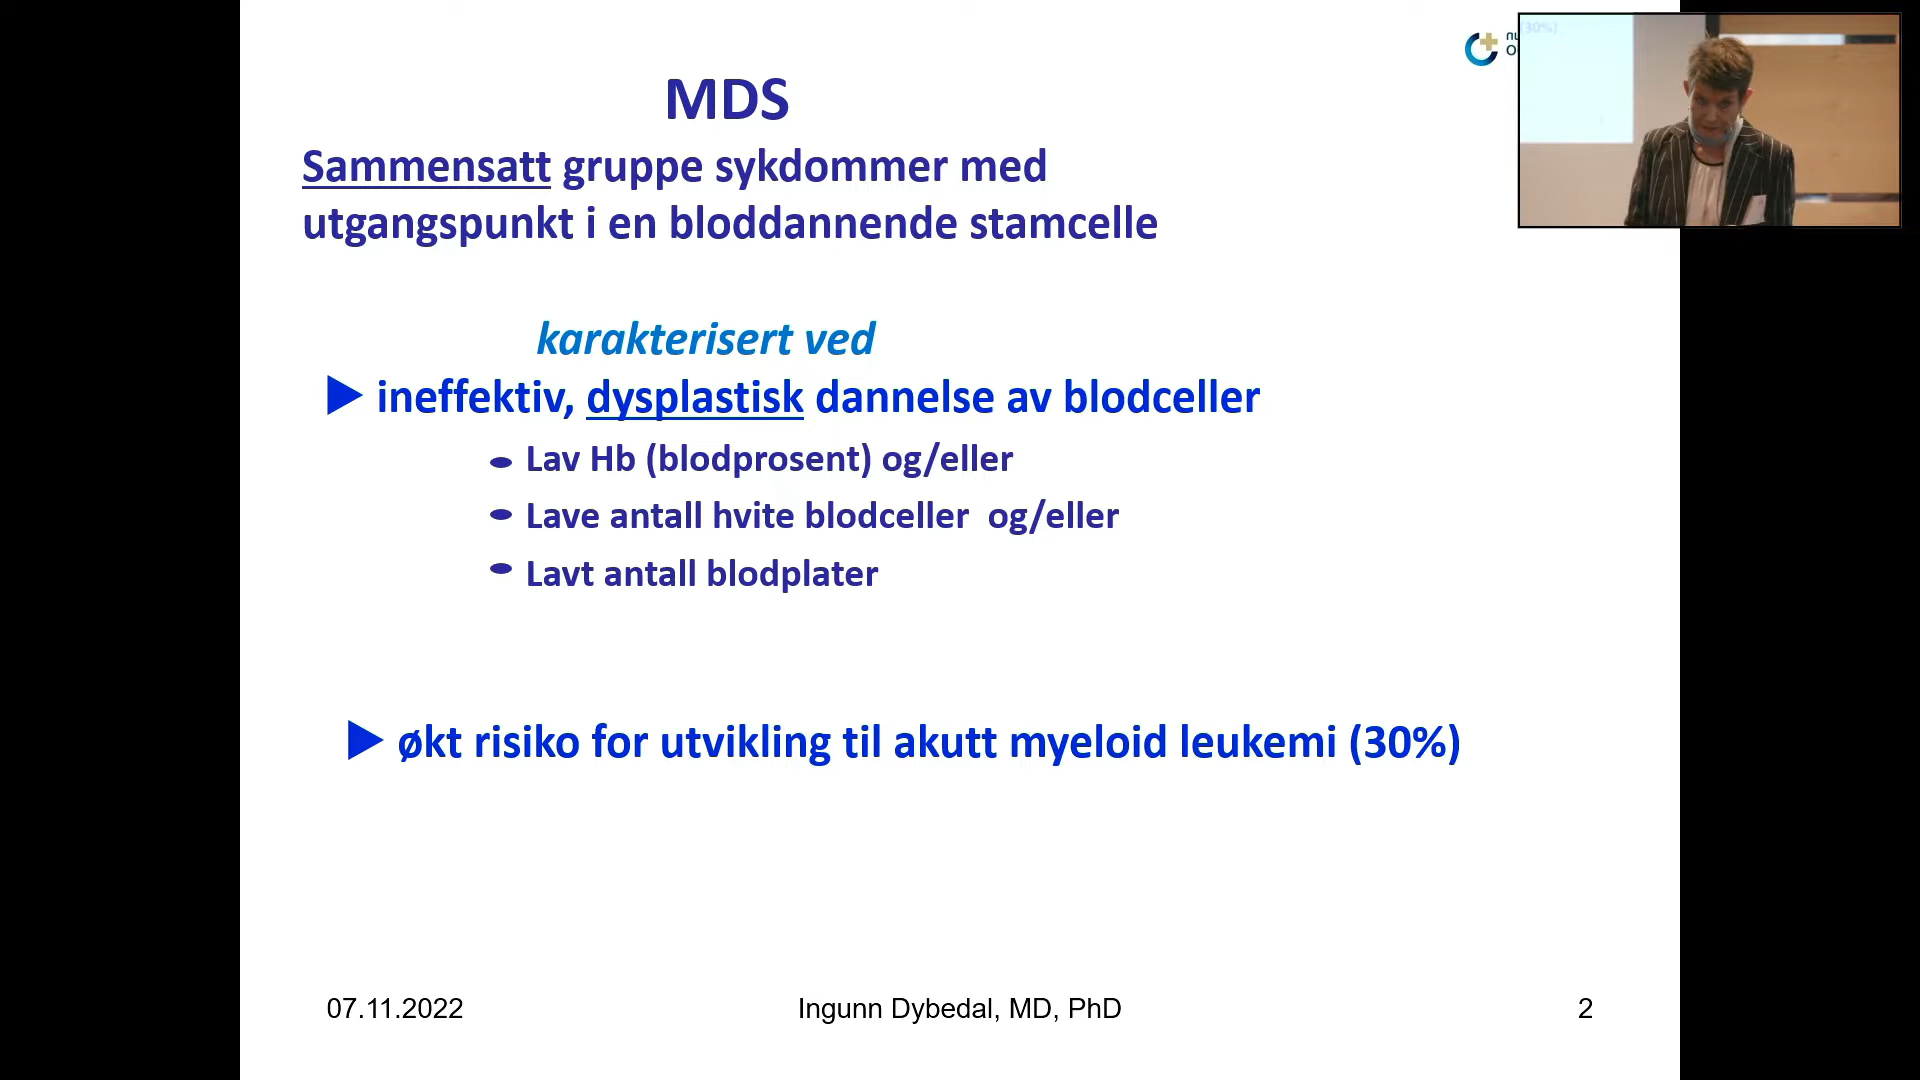 MDS
Sammensatt gruppe sykdommer med
utgangspunkt i en bloddannende stamcelle
karakterisert ved
▶ ineffektiv, dysplastisk dannelse av blodceller
• Lav Hb (blodprosent) og/eller
• Lave antall hvite blodceller og/eller
• Lavt antall blodplater
▶ økt risiko for utvikling til akutt myeloid leukemi (30%)
07.11.2022
Ingunn Dybedal, MD, PhD
2
(30%)